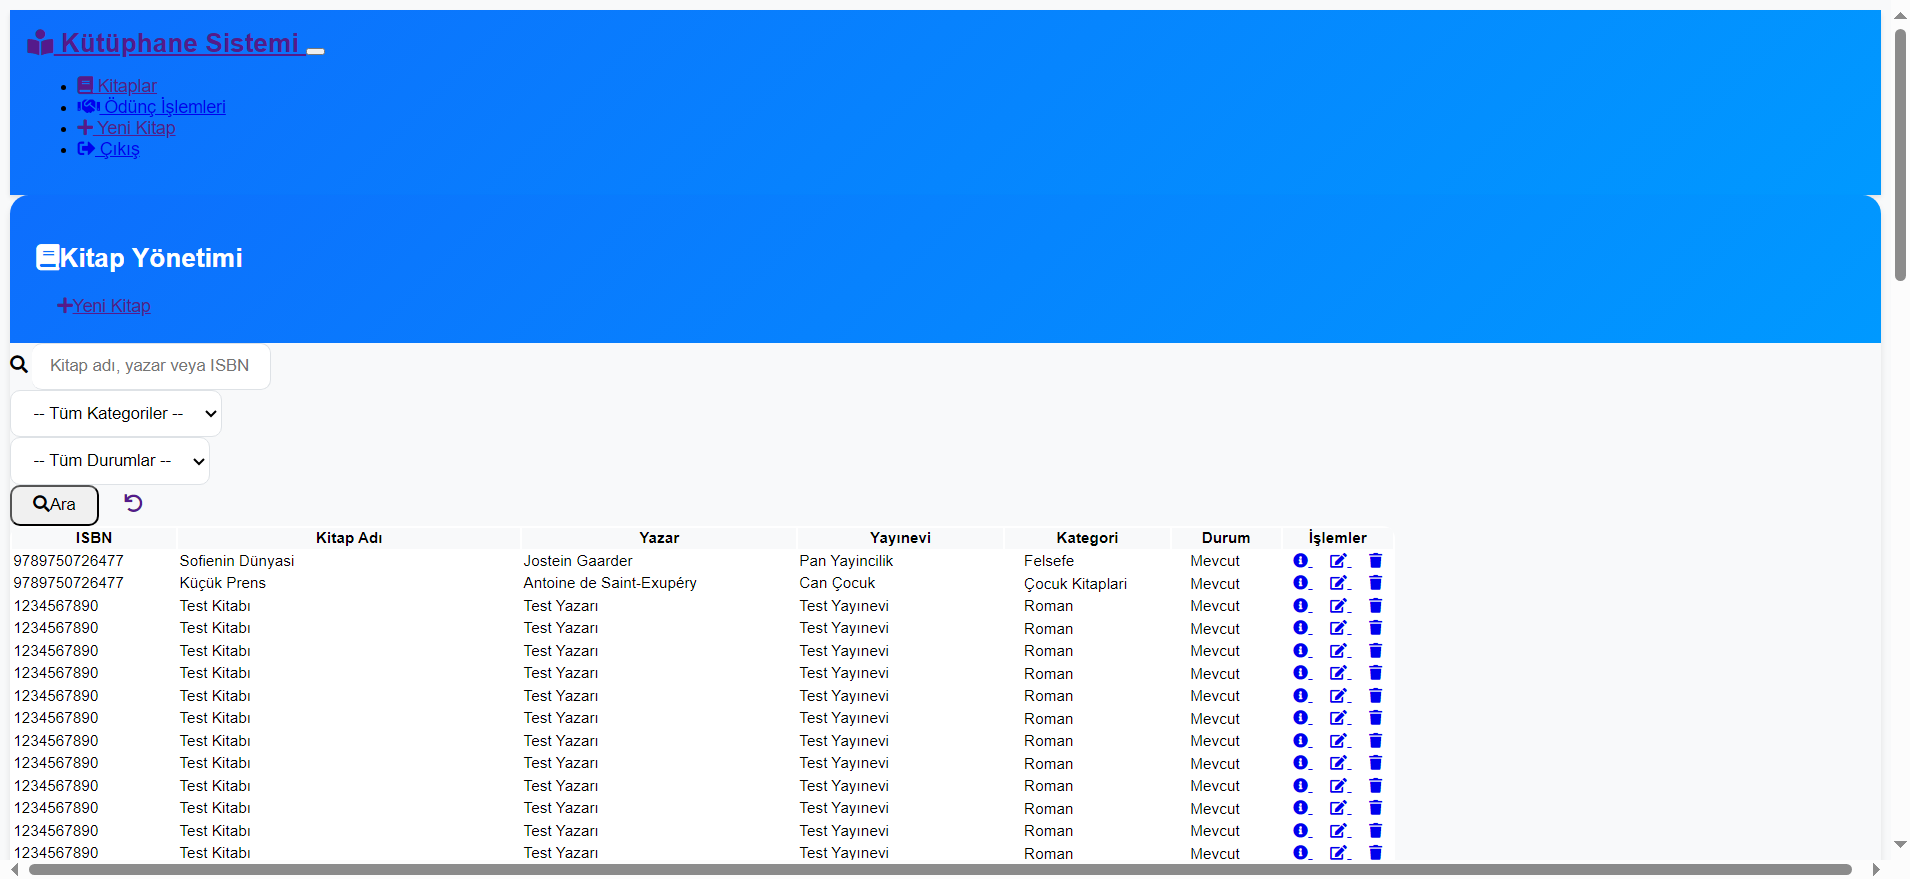 Kütüphane Sistemi
Kitaplar
Ödünç İşlemleri
Yeni Kitap
Çıkış
Kitap Yönetimi
Yeni Kitap
Kitap adı, yazar veya ISBN
-- Tüm Kategoriler --
-- Tüm Durumlar --
Ara
ISBN Kitap Adı Yazar Yayınevi Kategori Durum İşlemler
9789750726477 Sofienin Dünyasi Jostein Gaarder Pan Yayincilik Felsefe Mevcut
9789750726477 Küçük Prens Antoine de Saint-Exupéry Can Çocuk Çocuk Kitaplari Mevcut
1234567890 Test Kitabı Test Yazarı Test Yayınevi Roman Mevcut
1234567890 Test Kitabı Test Yazarı Test Yayınevi Roman Mevcut
1234567890 Test Kitabı Test Yazarı Test Yayınevi Roman Mevcut
1234567890 Test Kitabı Test Yazarı Test Yayınevi Roman Mevcut
1234567890 Test Kitabı Test Yazarı Test Yayınevi Roman Mevcut
1234567890 Test Kitabı Test Yazarı Test Yayınevi Roman Mevcut
1234567890 Test Kitabı Test Yazarı Test Yayınevi Roman Mevcut
1234567890 Test Kitabı Test Yazarı Test Yayınevi Roman Mevcut
1234567890 Test Kitabı Test Yazarı Test Yayınevi Roman Mevcut
1234567890 Test Kitabı Test Yazarı Test Yayınevi Roman Mevcut
1234567890 Test Kitabı Test Yazarı Test Yayınevi Roman Mevcut
1234567890 Test Kitabı Test Yazarı Test Yayınevi Roman Mevcut